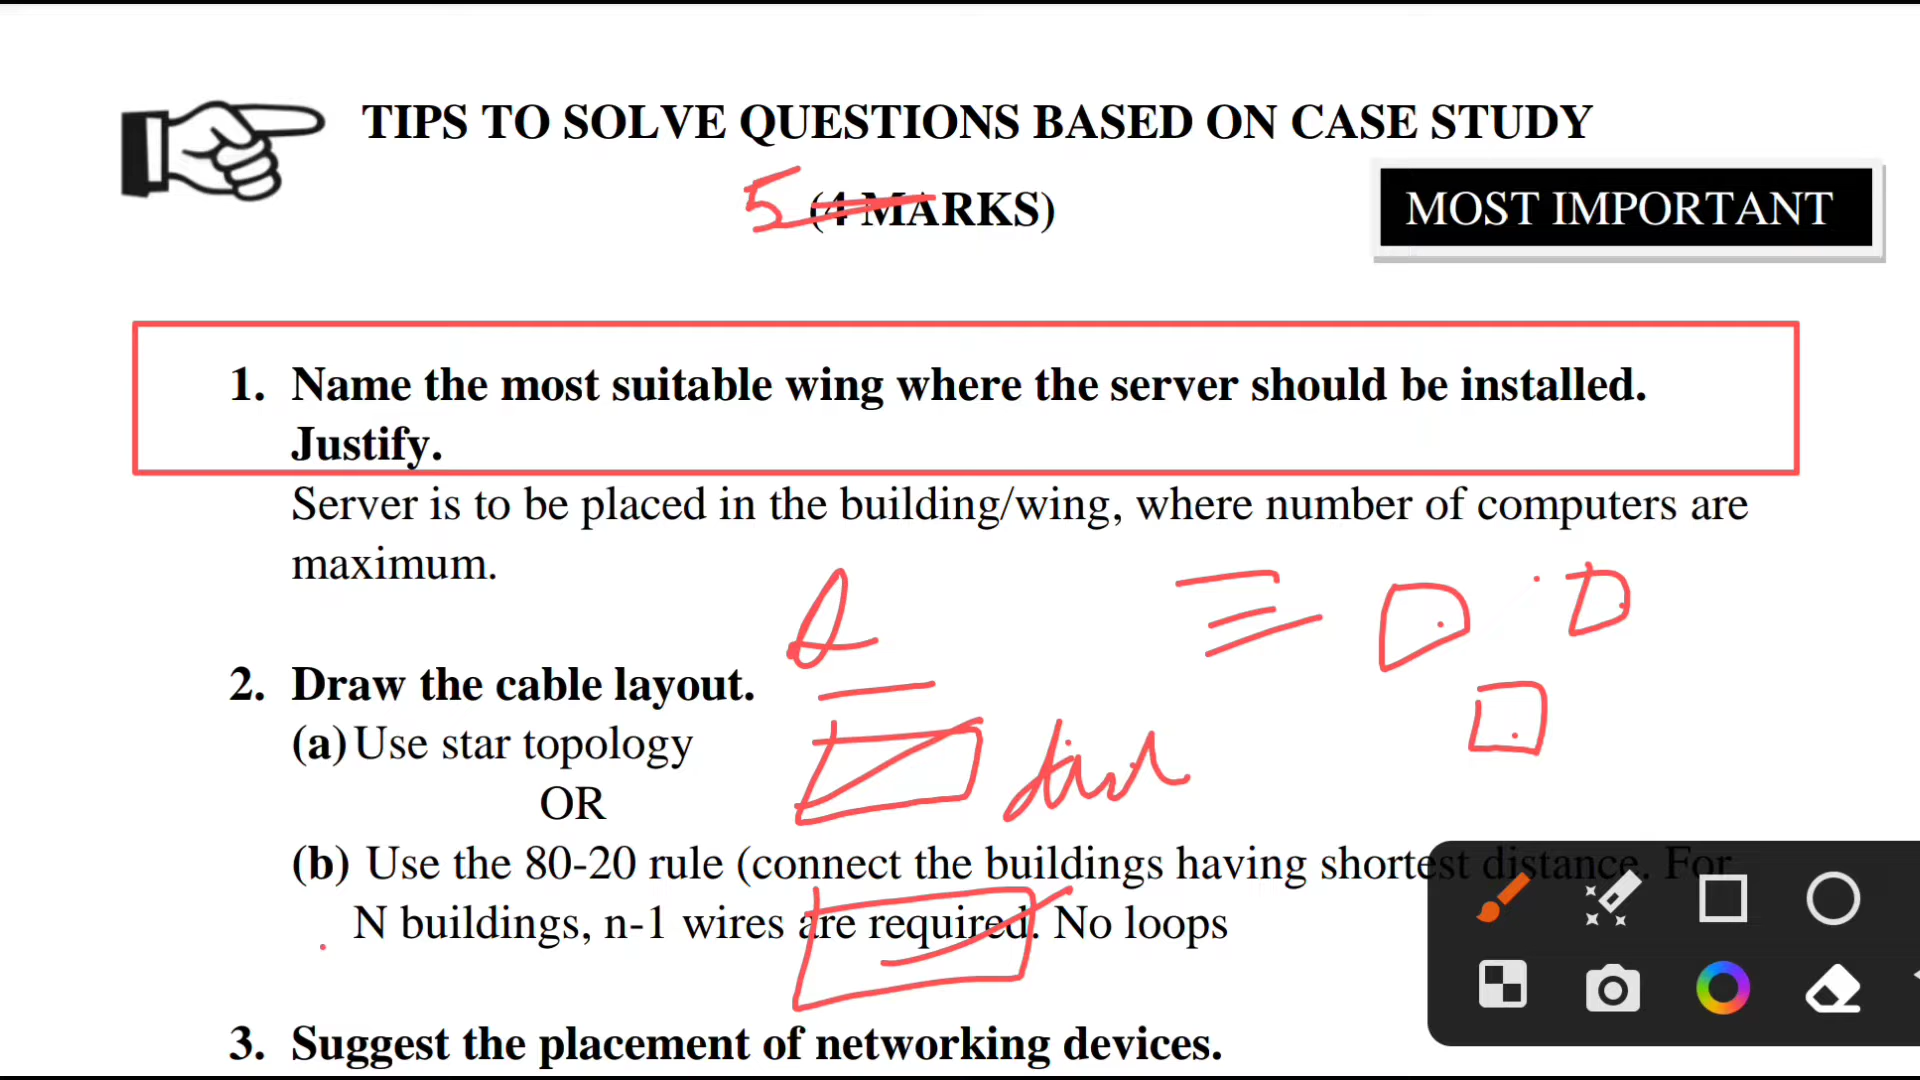 TIPS TO SOLVE QUESTIONS BASED ON CASE STUDY
5 (4 MARKS)
MOST IMPORTANT
1. Name the most suitable wing where the server should be installed.
Justify.
Server is to be placed in the building/wing, where number of computers are
maximum.
2. Draw the cable layout.
(a) Use star topology
OR
(b) Use the 80-20 rule (connect the buildings having shortest distance. For
N buildings, n-1 wires are required. No loops
3. Suggest the placement of networking devices.